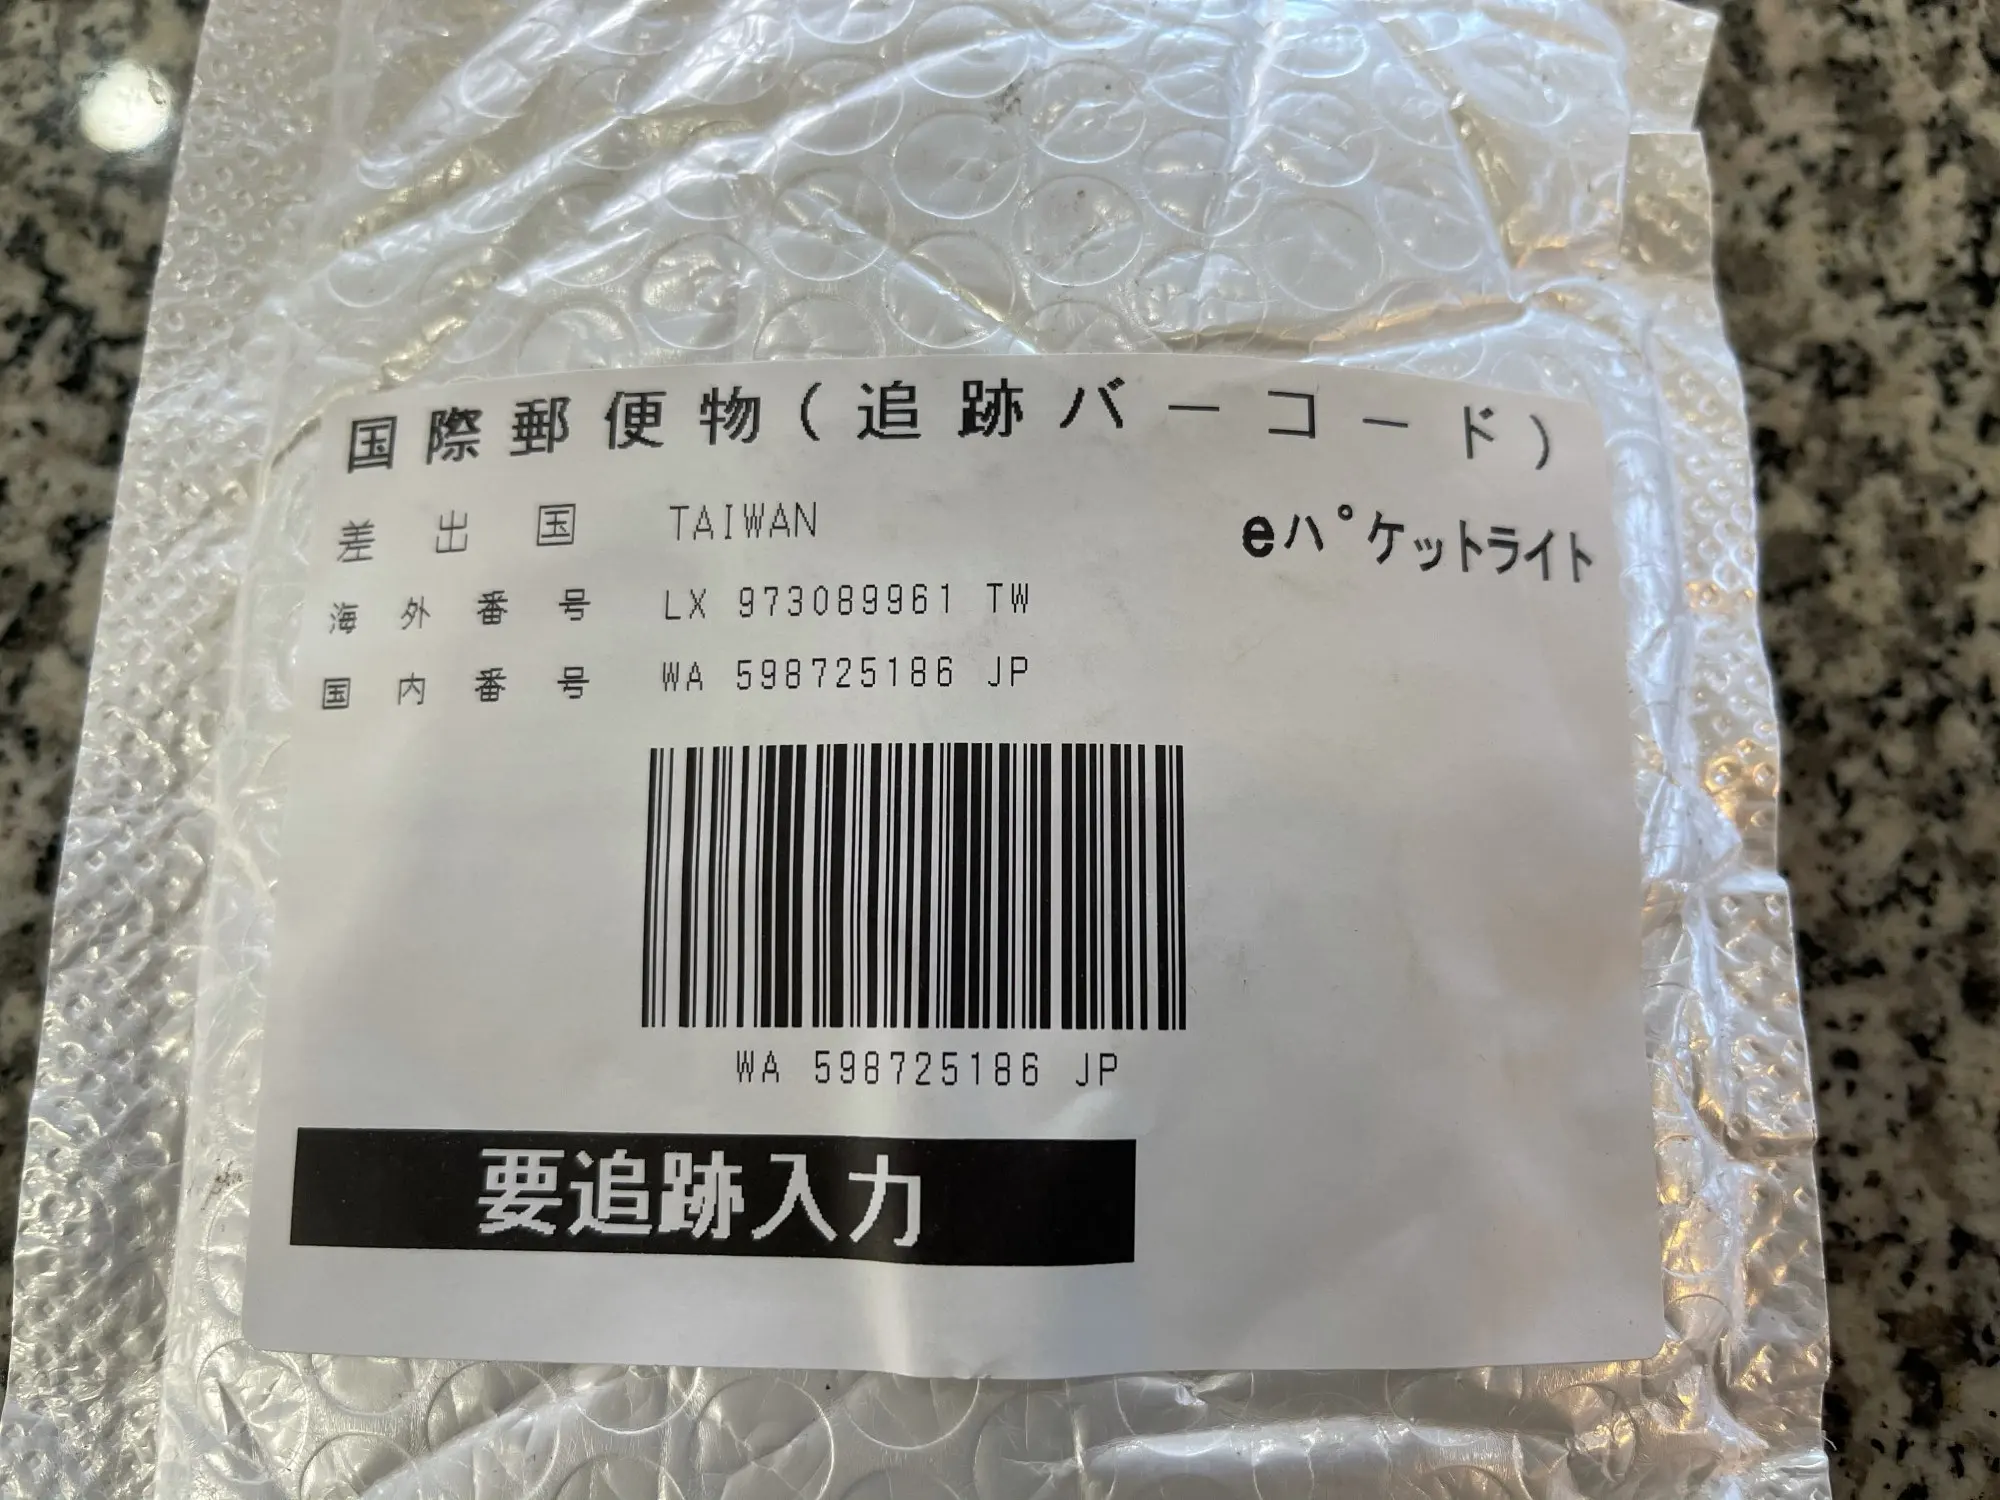 国際郵便物(追跡バーコード)
差出国 TAIWAN eパケットライト
海外番号 LX 973089961 TW
国内番号 WA 598725186 JP
WA 598725186 JP
要追跡入力